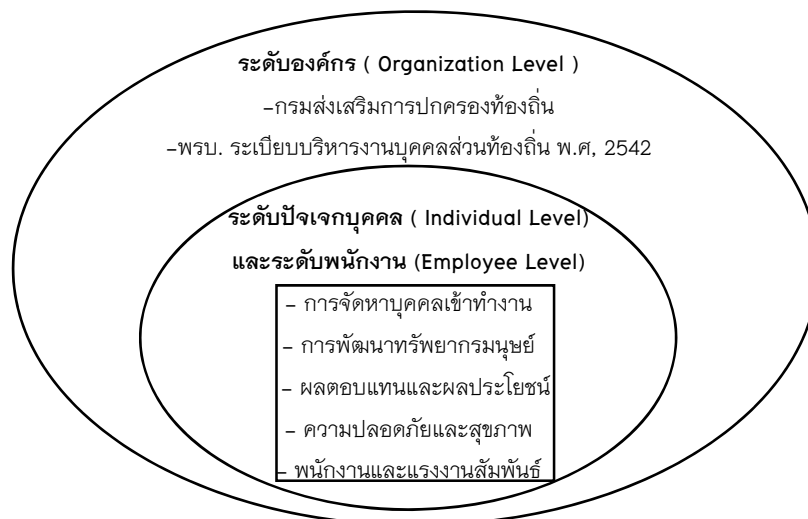 ระดับองค์กร ( Organization Level )
-กรมส่งเสริมการปกครองท้องถิ่น
-พรบ. ระเบียบบริหารงานบุคคลส่วนท้องถิ่น พ.ศ, 2542
ระดับปัจเจกบุคคล ( Individual Level)
และระดับพนักงาน (Employee Level)
- การจัดหาบุคคลเข้าทำงาน
- การพัฒนาทรัพยากรมนุษย์
- ผลตอบแทนและผลประโยชน์
- ความปลอดภัยและสุขภาพ
- พนักงานและแรงงานสัมพันธ์